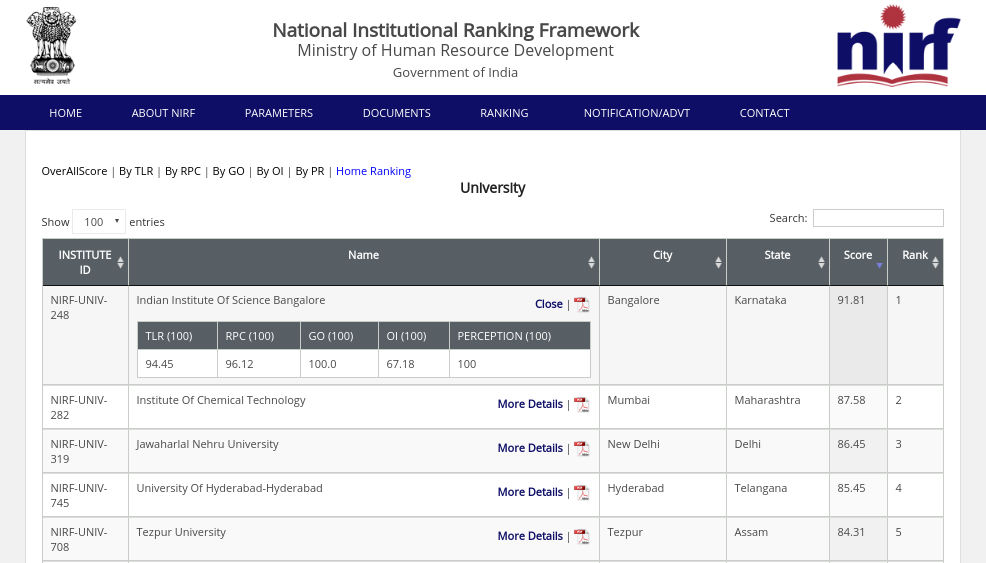 National Institutional Ranking Framework
Ministry of Human Resource Development
Government of India
सत्यमेव जयते
nirf
HOME ABOUT NIRF PARAMETERS DOCUMENTS RANKING NOTIFICATION/ADVT CONTACT
OverAllScore | By TLR | By RPC | By GO | By OI | By PR | Home Ranking
University
Show 100 entries Search:
INSTITUTE ID Name City State Score Rank
NIRF-UNIV-248 Indian Institute Of Science Bangalore Close | Bangalore Karnataka 91.81 1
TLR (100) RPC (100) GO (100) OI (100) PERCEPTION (100)
94.45 96.12 100.0 67.18 100
NIRF-UNIV-282 Institute Of Chemical Technology More Details | Mumbai Maharashtra 87.58 2
NIRF-UNIV-319 Jawaharlal Nehru University More Details | New Delhi Delhi 86.45 3
NIRF-UNIV-745 University Of Hyderabad-Hyderabad More Details | Hyderabad Telangana 85.45 4
NIRF-UNIV-708 Tezpur University More Details | Tezpur Assam 84.31 5